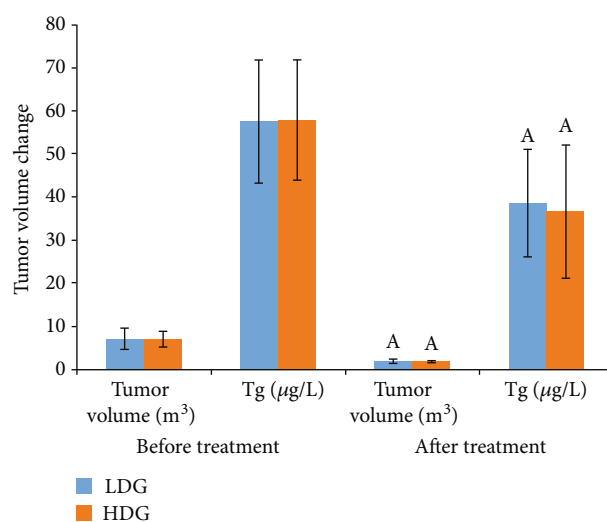 80
70
60
50
40
30
20
10
0
Tumor volume change
A
A
A
A
Tumor
volume (m³)
Tg (μg/L)
Tumor
volume (m³)
Tg (μg/L)
Before treatment
After treatment
LDG
HDG